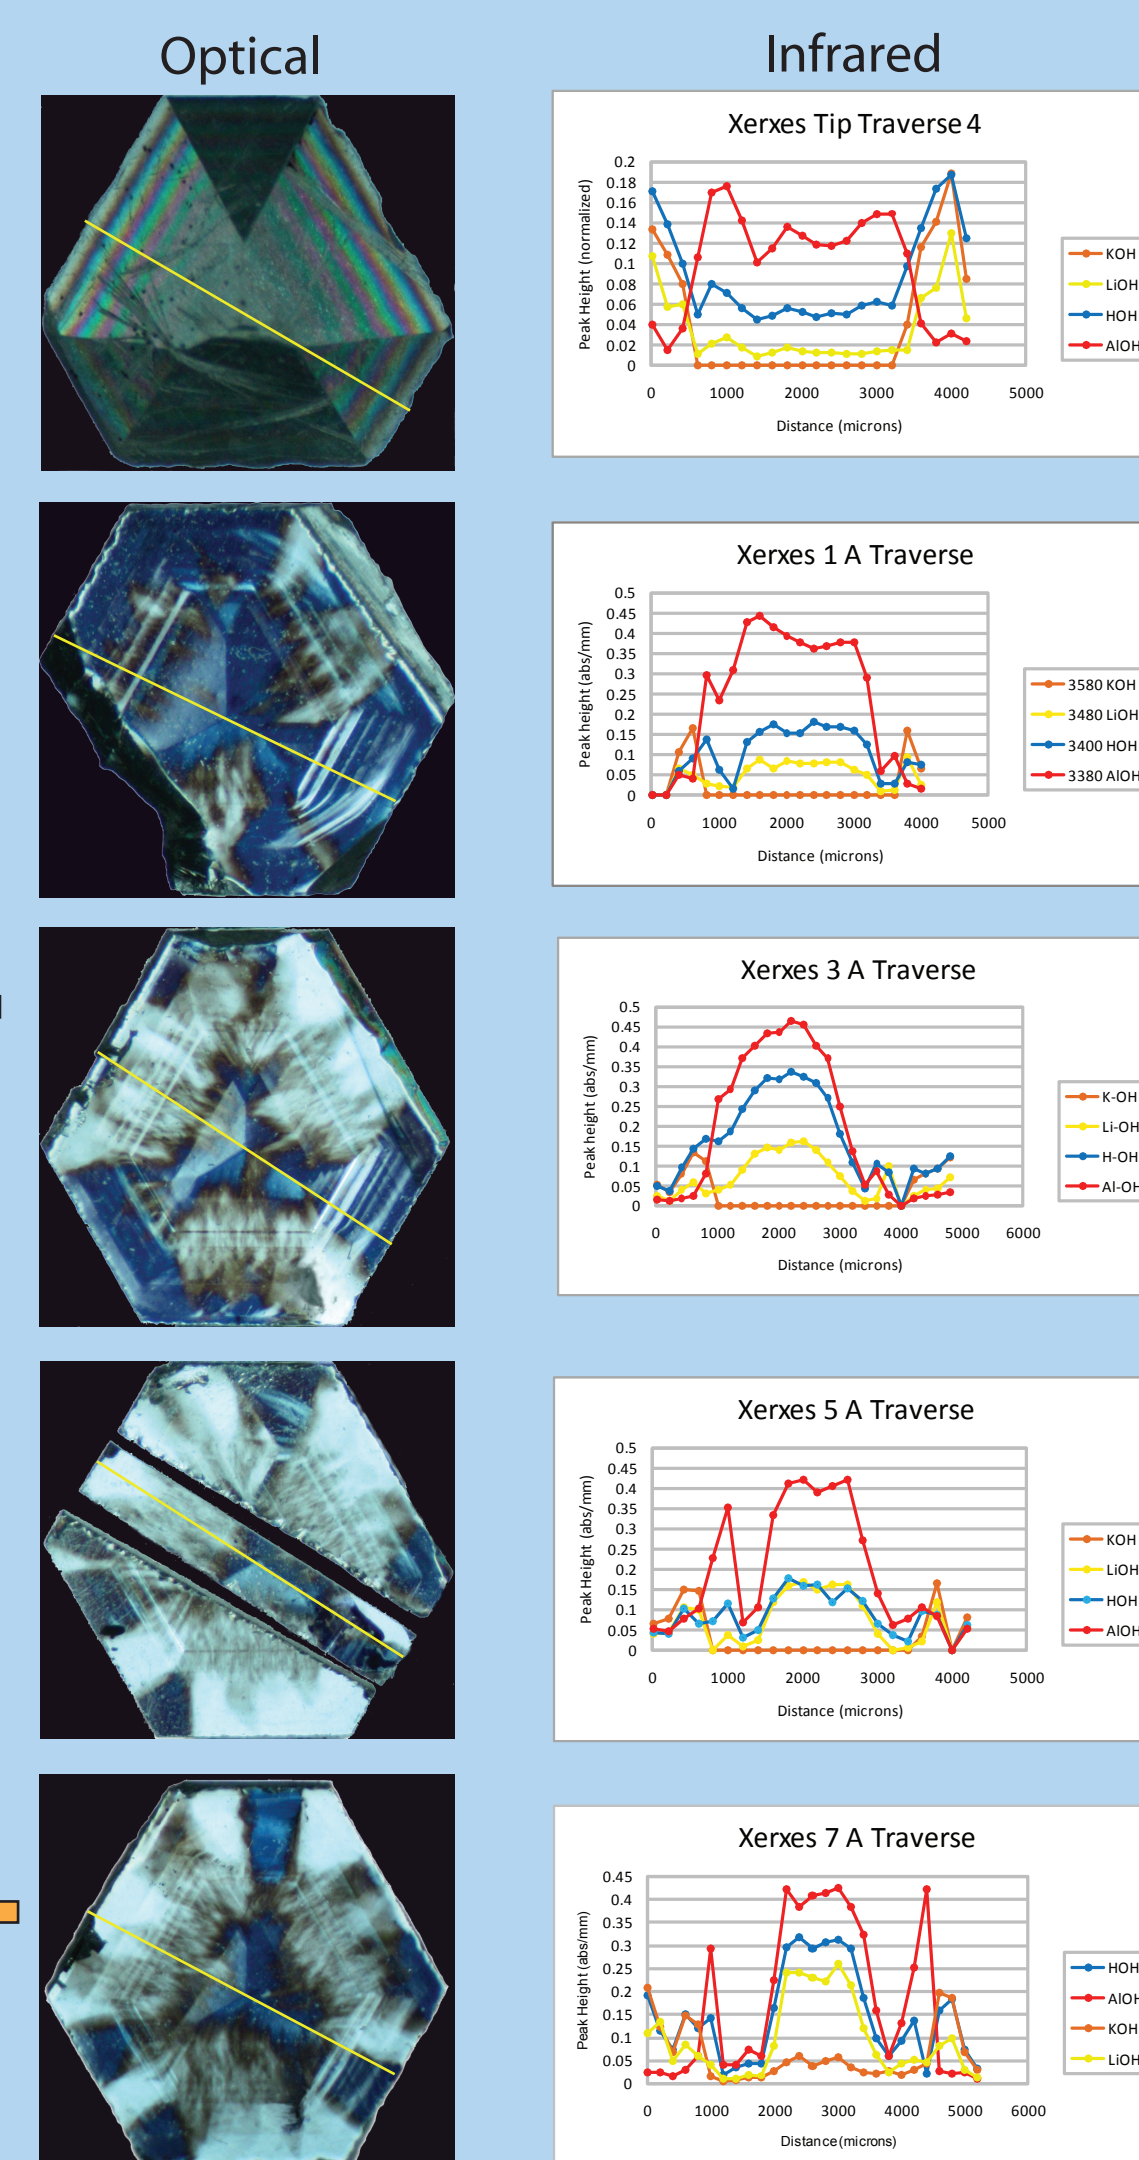 Optical
Infrared
Xerxes Tip Traverse 4
Peak Height (normalized)
0.2
0.18
0.16
0.14
0.12
0.1
0.08
0.06
0.04
0.02
0
0 1000 2000 3000 4000 5000
Distance (microns)
KOH
LiOH
HOH
AlOH
Xerxes 1 A Traverse
Peak height (abs/mm)
0.5
0.45
0.4
0.35
0.3
0.25
0.2
0.15
0.1
0.05
0
0 1000 2000 3000 4000 5000
Distance (microns)
3580 KOH
3480 LiOH
3400 HOH
3380 AlOH
Xerxes 3 A Traverse
Peak height (abs/mm)
0.5
0.45
0.4
0.35
0.3
0.25
0.2
0.15
0.1
0.05
0
0 1000 2000 3000 4000 5000 6000
Distance (microns)
K-OH
Li-OH
H-OH
Al-OH
Xerxes 5 A Traverse
Peak Height (abs/mm)
0.5
0.45
0.4
0.35
0.3
0.25
0.2
0.15
0.1
0.05
0
0 1000 2000 3000 4000 5000
Distance (microns)
KOH
LiOH
HOH
AlOH
Xerxes 7 A Traverse
Peak Height (abs/mm)
0.45
0.4
0.35
0.3
0.25
0.2
0.15
0.1
0.05
0
0 1000 2000 3000 4000 5000 6000
Distance (microns)
HOH
AlOH
KOH
LiOH